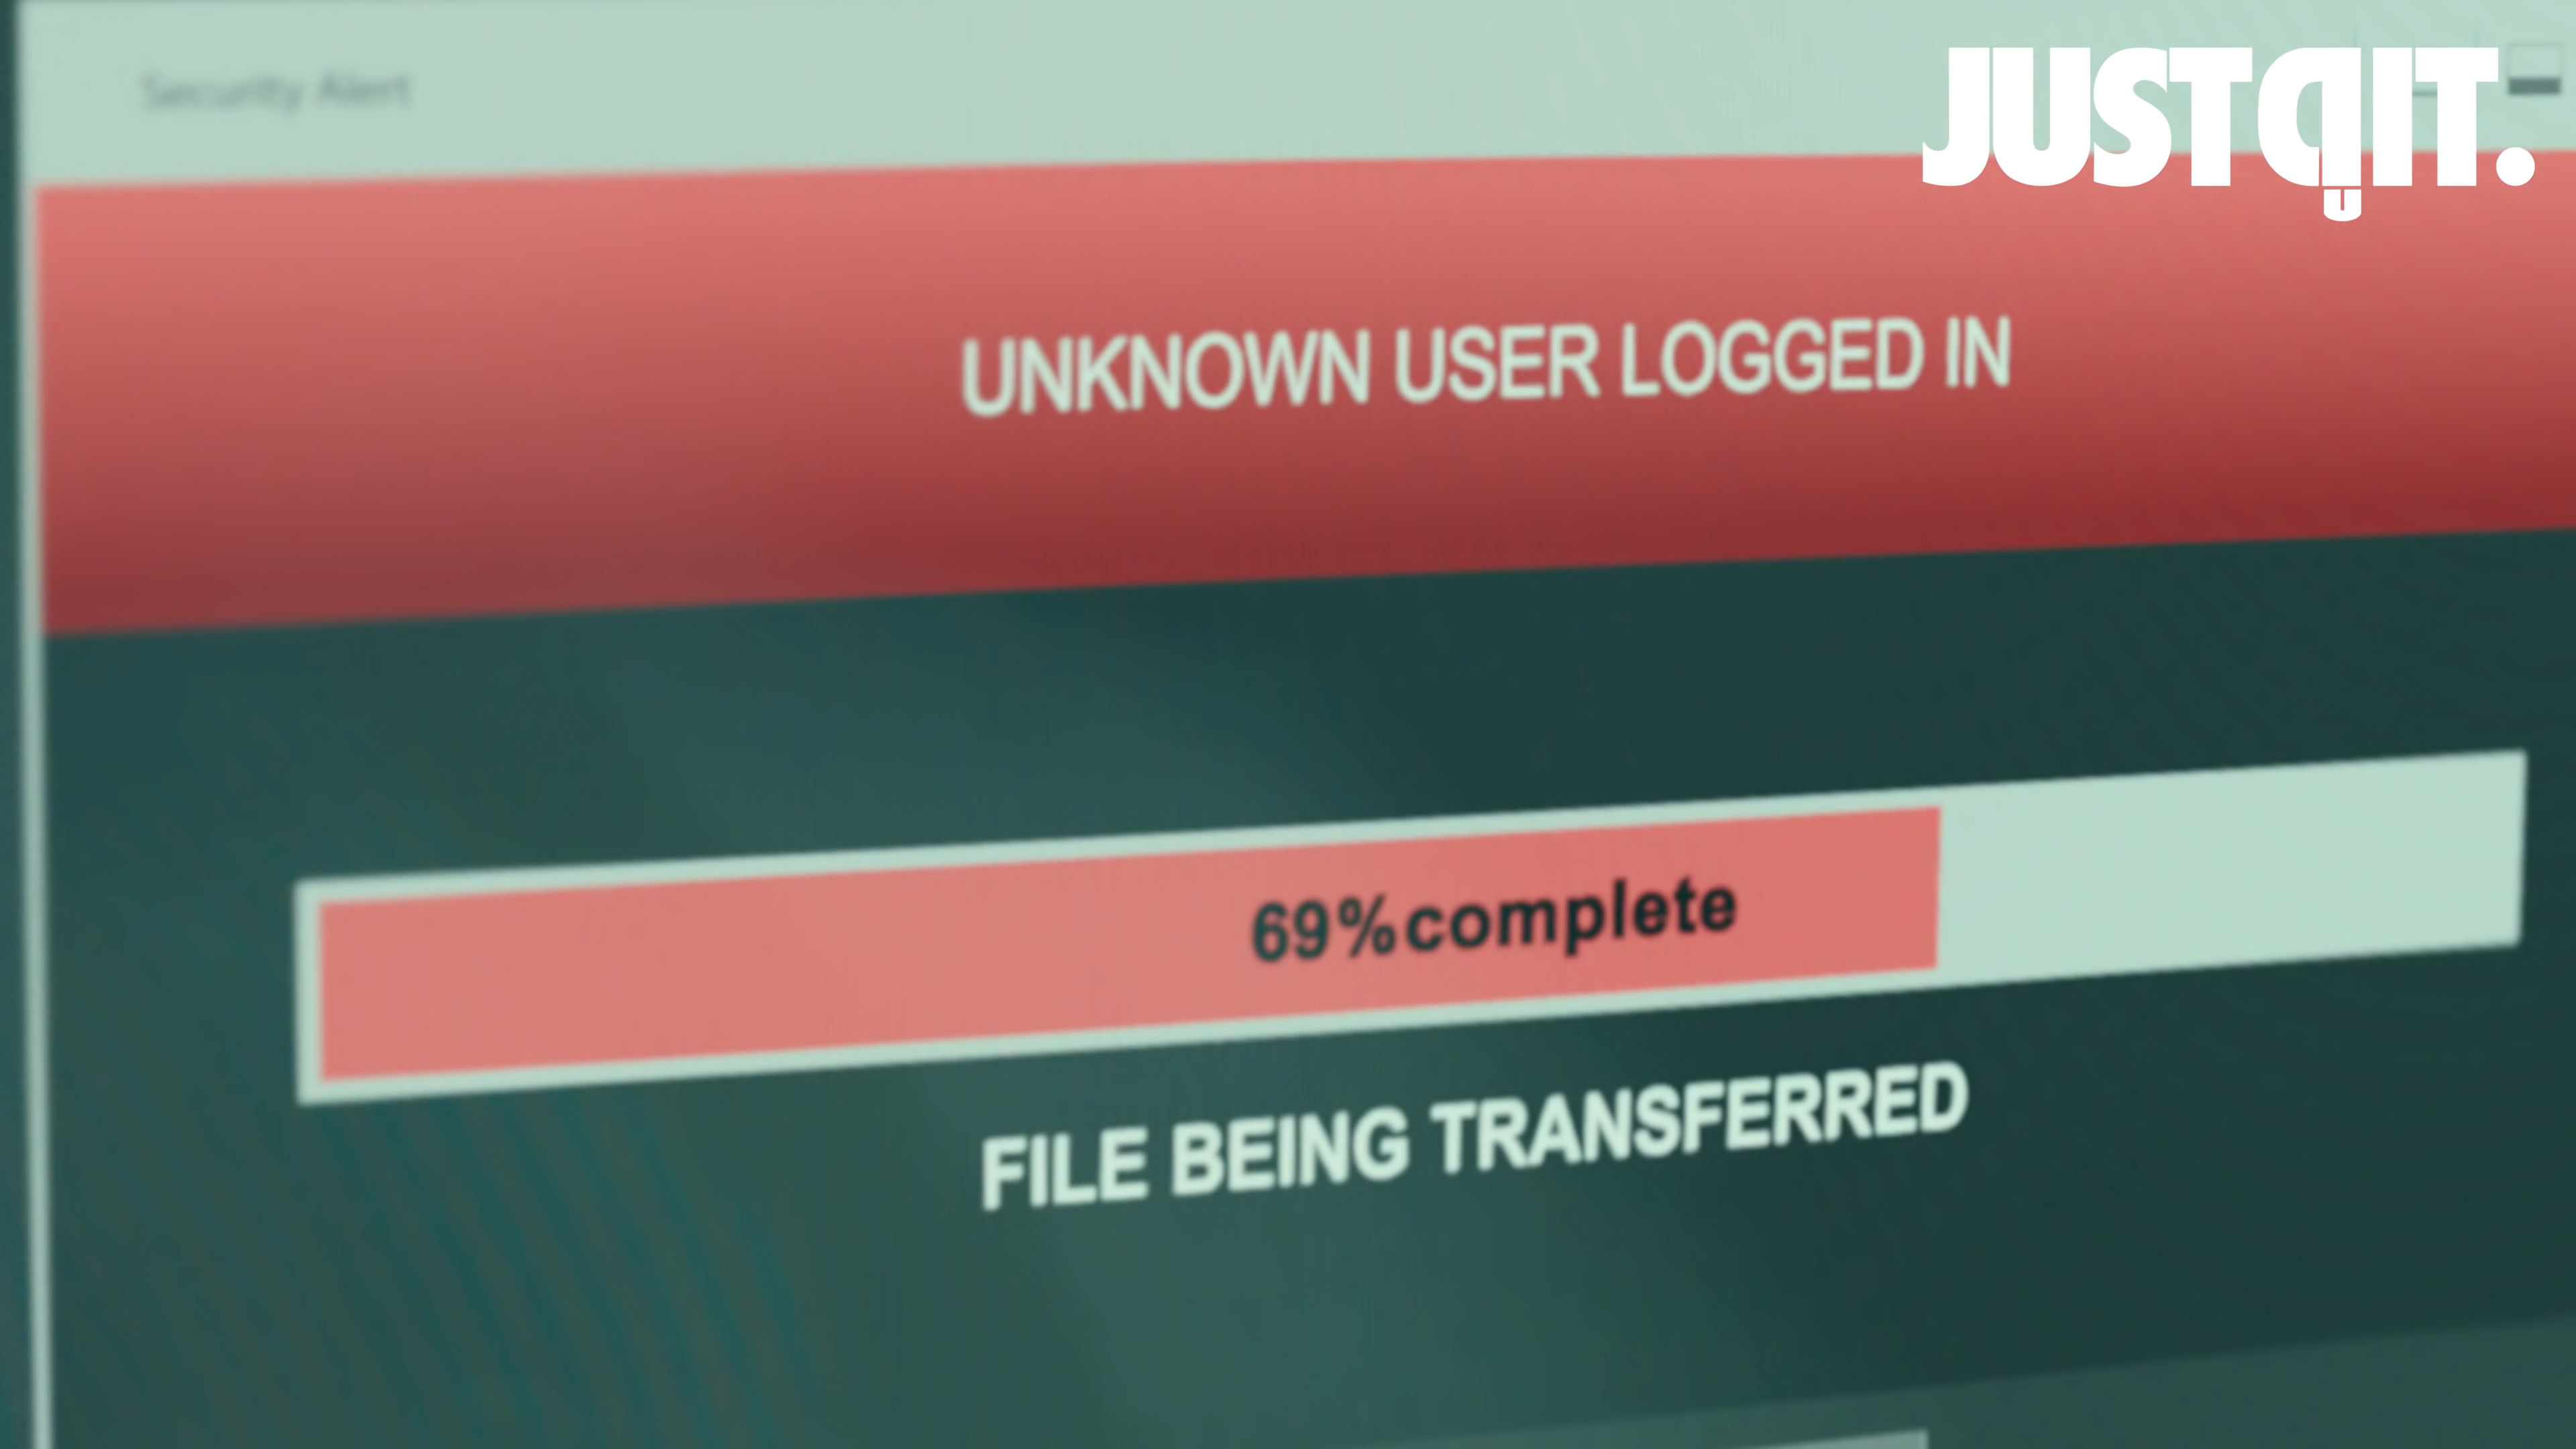 Security Alert
JUSTQIT.
UNKNOWN USER LOGGED IN
69%complete
FILE BEING TRANSFERRED